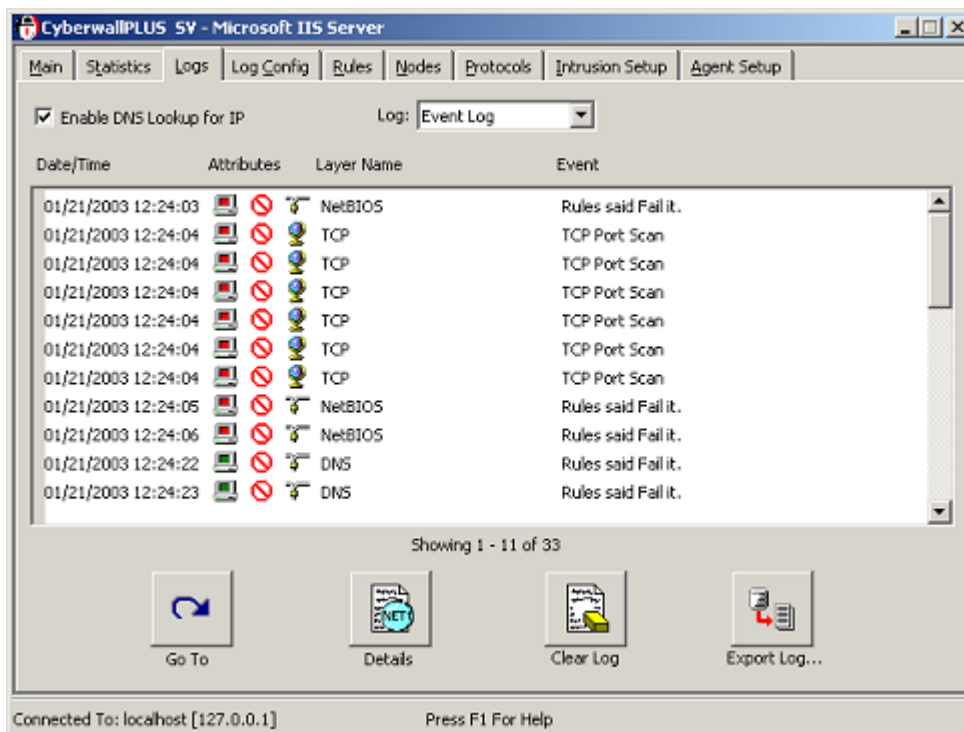 CyberwallPLUS SV - Microsoft IIS Server
Main Statistics Logs Log Config Rules Nodes Protocols Intrusion Setup Agent Setup
Enable DNS Lookup for IP Log: Event Log
Date/Time Attributes Layer Name Event
01/21/2003 12:24:03 NetBIOS Rules said Fail it.
01/21/2003 12:24:04 TCP TCP Port Scan
01/21/2003 12:24:04 TCP TCP Port Scan
01/21/2003 12:24:04 TCP TCP Port Scan
01/21/2003 12:24:04 TCP TCP Port Scan
01/21/2003 12:24:04 TCP TCP Port Scan
01/21/2003 12:24:04 TCP TCP Port Scan
01/21/2003 12:24:05 NetBIOS Rules said Fail it.
01/21/2003 12:24:06 NetBIOS Rules said Fail it.
01/21/2003 12:24:22 DNS Rules said Fail it.
01/21/2003 12:24:23 DNS Rules said Fail it.
Showing 1 - 11 of 33
NET
Go To Details Clear Log Export Log...
Connected To: localhost [127.0.0.1] Press F1 For Help